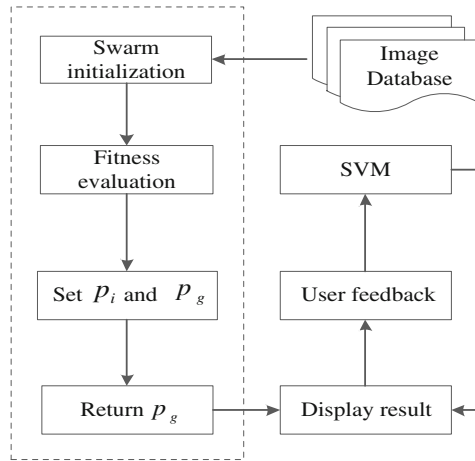 Swarm
initialization
Image
Database
Fitness
evaluation
SVM
Set p_i and p_g
User feedback
Return p_g
Display result